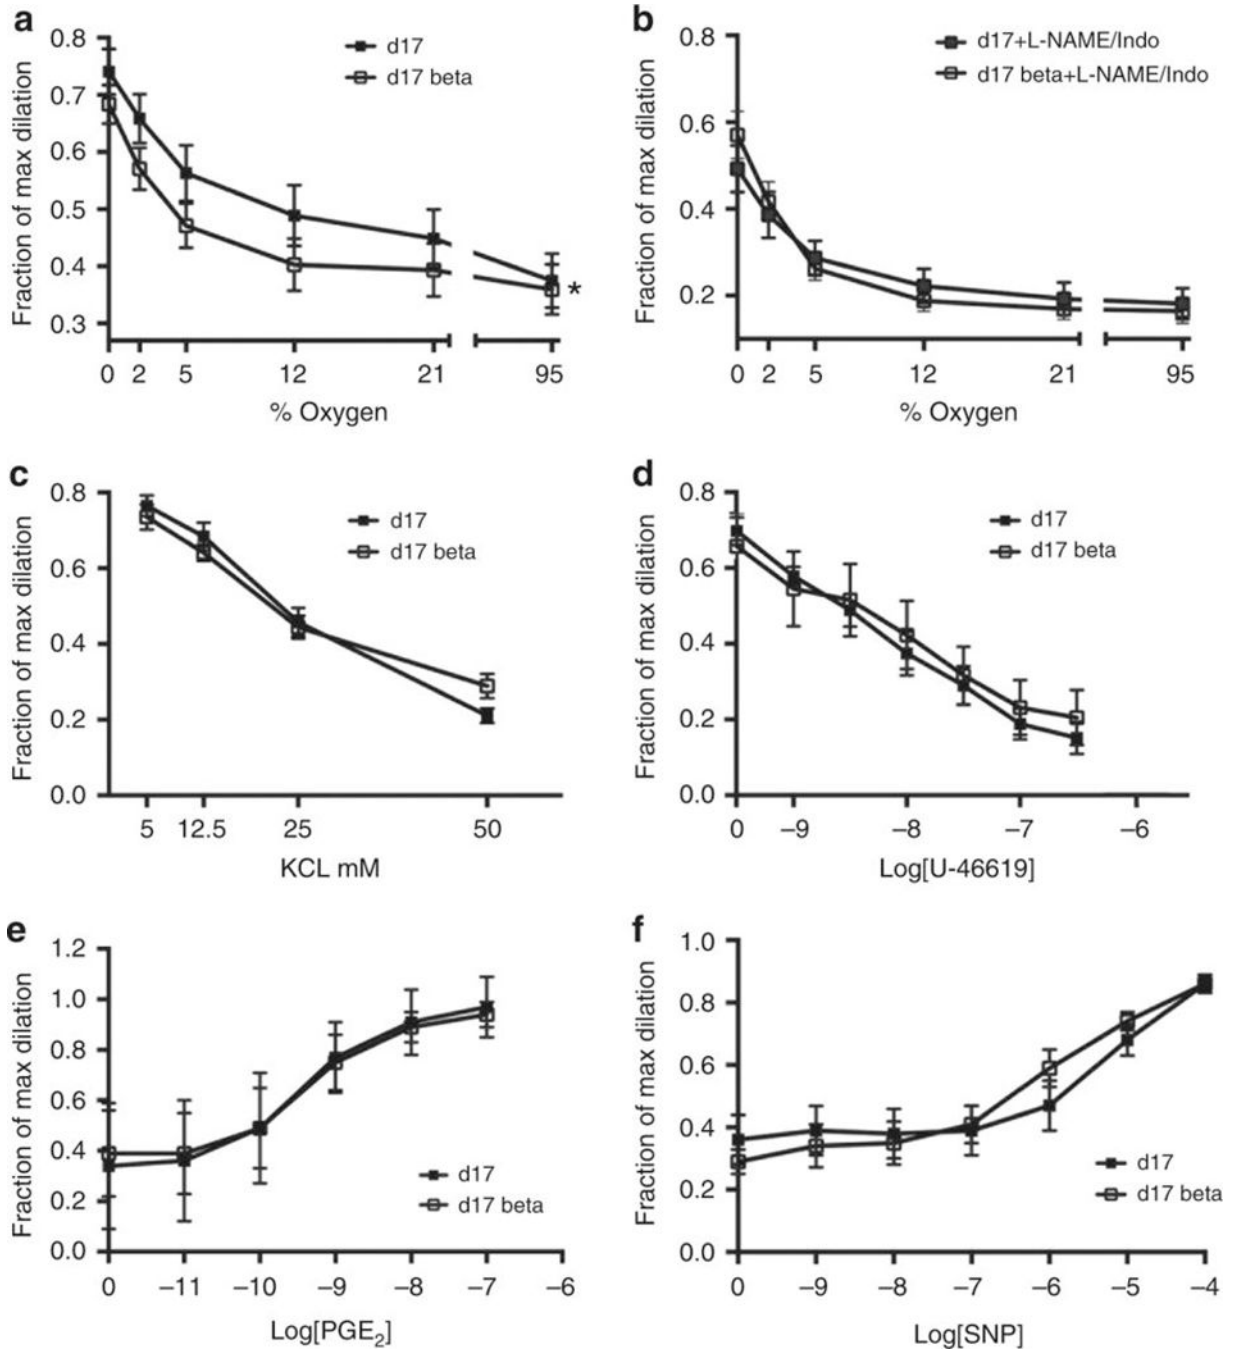 a
0.8
0.7
0.6
0.5
0.4
0.3
Fraction of max dilation
d17
d17 beta
*
0 2 5 12 21 95
% Oxygen
b
0.8
0.6
0.4
0.2
Fraction of max dilation
d17+L-NAME/Indo
d17 beta+L-NAME/Indo
0 2 5 12 21 95
% Oxygen
c
0.8
0.6
0.4
0.2
0.0
Fraction of max dilation
d17
d17 beta
5 12.5 25 50
KCL mM
d
0.8
0.6
0.4
0.2
0.0
Fraction of max dilation
d17
d17 beta
0 −9 −8 −7 −6
Log[U-46619]
e
1.2
1.0
0.8
0.6
0.4
0.2
0.0
Fraction of max dilation
d17
d17 beta
0 −11 −10 −9 −8 −7 −6
Log[PGE₂]
f
1.0
0.8
0.6
0.4
0.2
0.0
Fraction of max dilation
d17
d17 beta
0 −9 −8 −7 −6 −5 −4
Log[SNP]